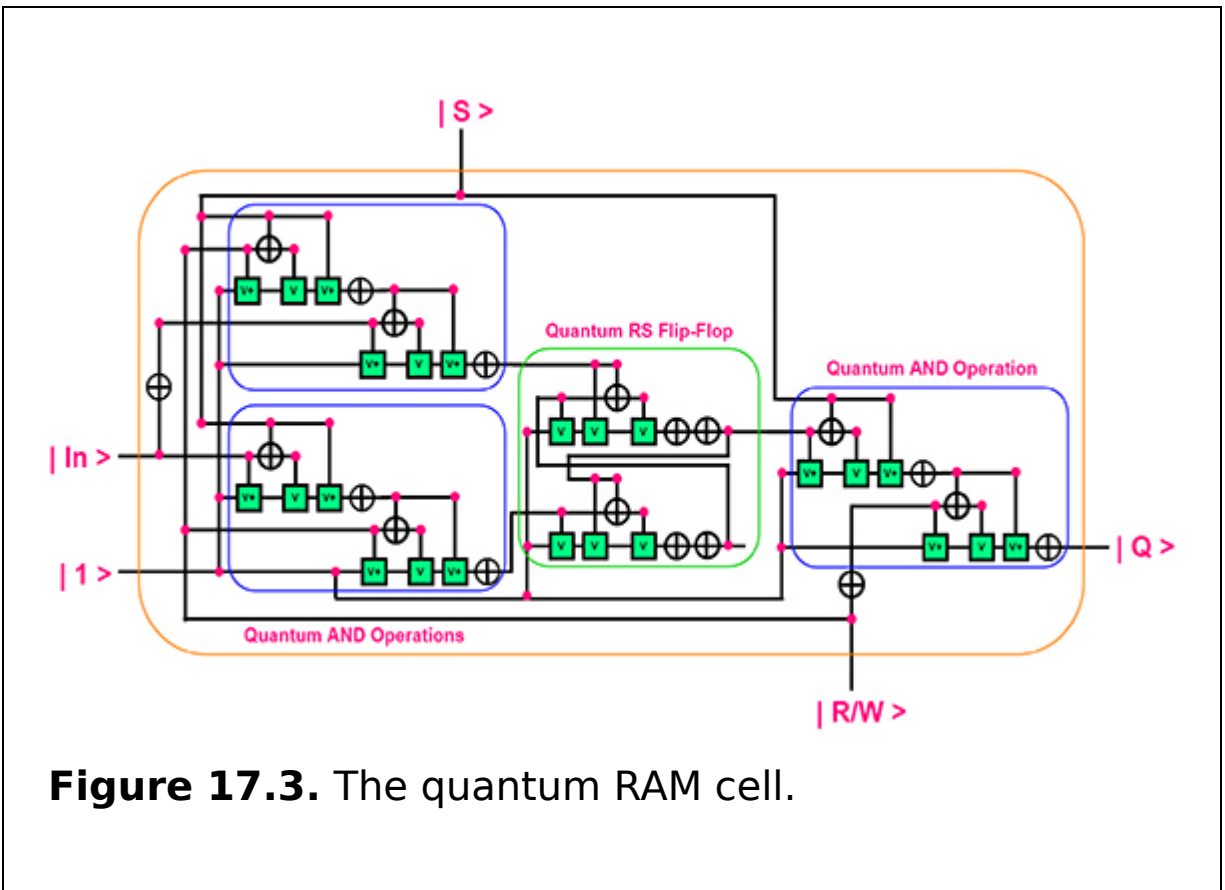 | S >
V+ V V+
Quantum RS Flip-Flop
V+ V V+
Quantum AND Operation
V V V
| In >
V+ V V+
V+ V V+
V V V
V+ V V+
| Q >
| 1 >
V+ V V+
Quantum AND Operations
| R/W >
Figure 17.3. The quantum RAM cell.